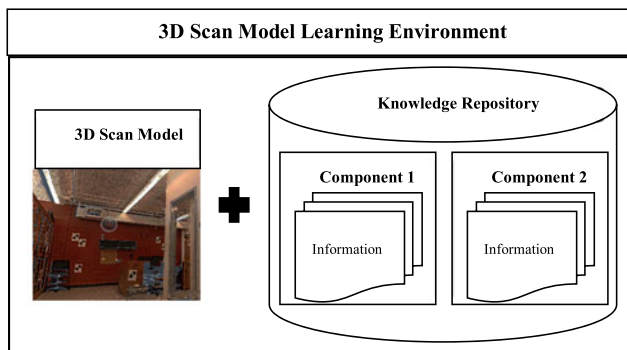 3D Scan Model Learning Environment
Knowledge Repository
3D Scan Model
Component 1
Component 2
Information
Information